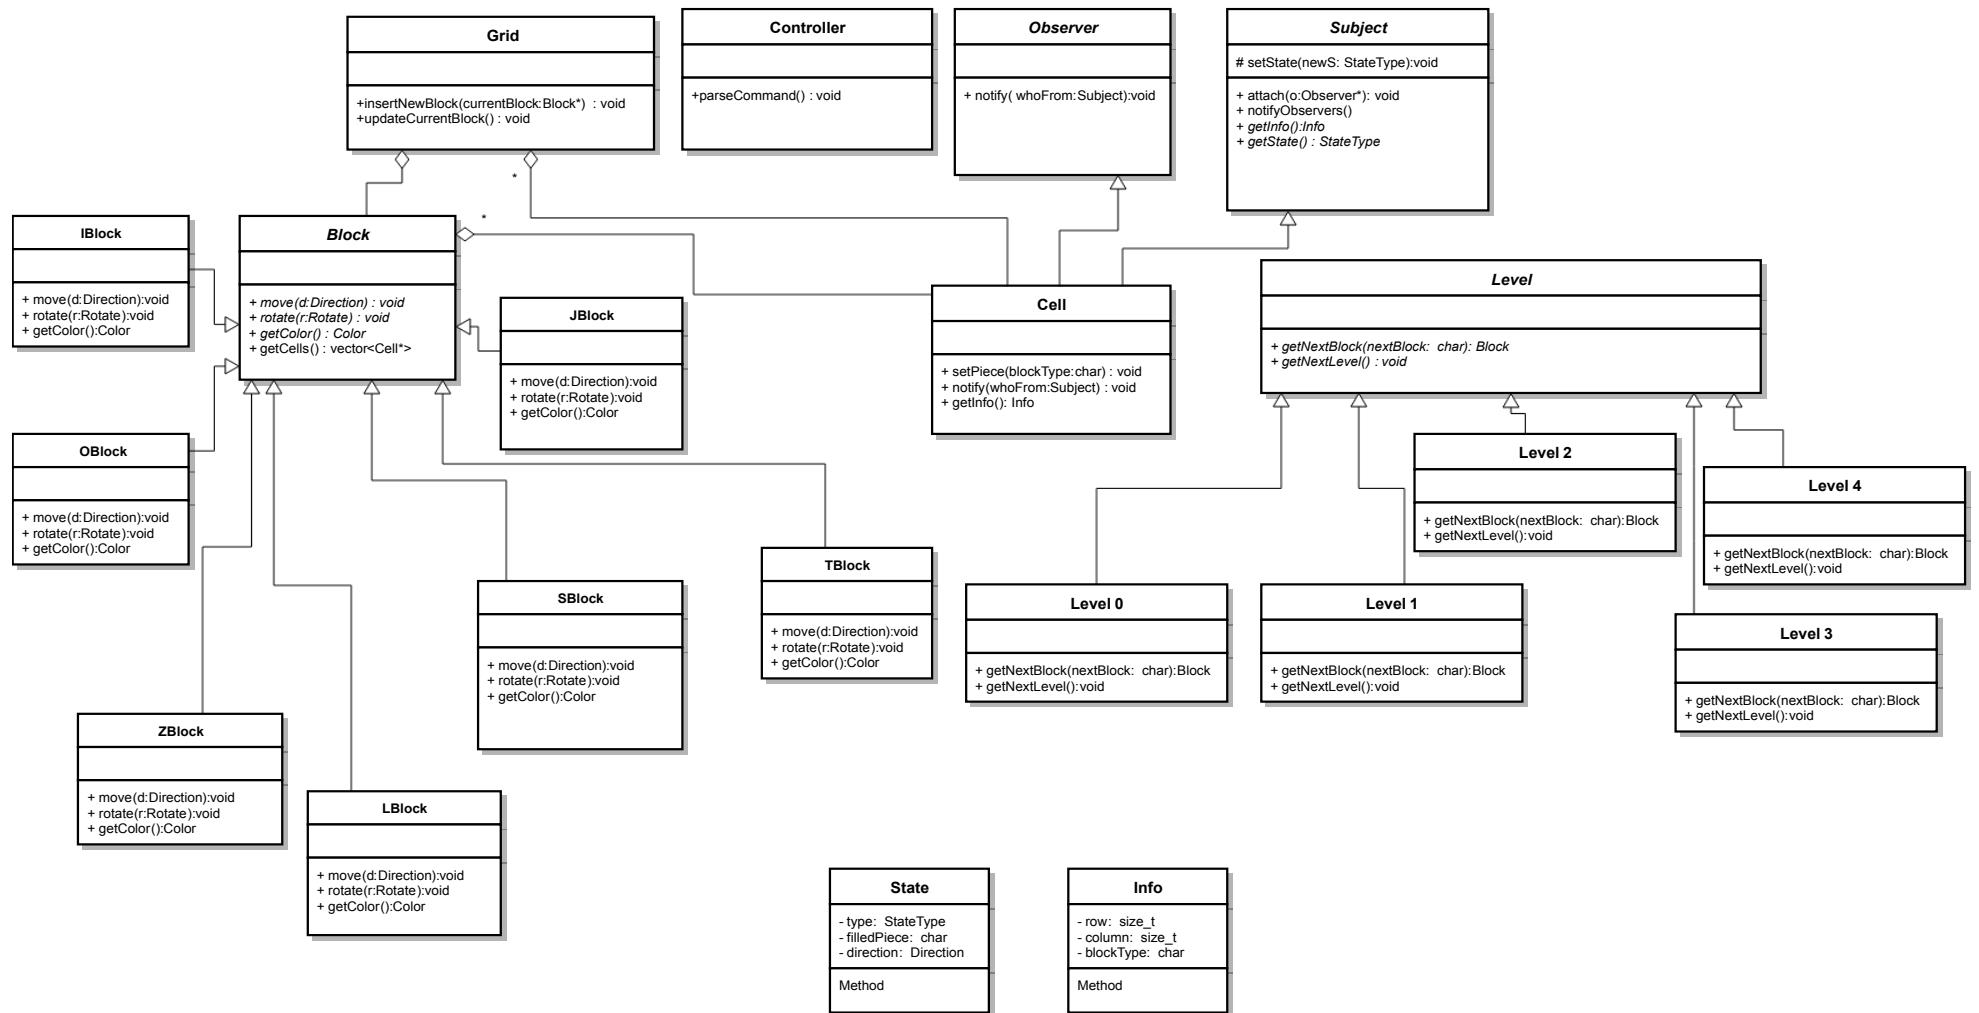 Grid
+insertNewBlock(currentBlock:Block*) : void
+updateCurrentBlock() : void
Controller
+parseCommand() : void
Observer
+ notify( whoFrom:Subject):void
Subject
# setState(newS: StateType):void
+ attach(o:Observer*): void
+ notifyObservers()
+ getInfo():Info
+ getState() : StateType
*
*
IBlock
+ move(d:Direction):void
+ rotate(r:Rotate):void
+ getColor():Color
Block
+ move(d:Direction) : void
+ rotate(r:Rotate) : void
+ getColor() : Color
+ getCells() : vector<Cell*>
JBlock
+ move(d:Direction):void
+ rotate(r:Rotate):void
+ getColor():Color
Cell
+ setPiece(blockType:char) : void
+ notify(whoFrom:Subject) : void
+ getInfo(): Info
Level
+ getNextBlock(nextBlock: char): Block
+ getNextLevel() : void
OBlock
+ move(d:Direction):void
+ rotate(r:Rotate):void
+ getColor():Color
Level 2
+ getNextBlock(nextBlock: char):Block
+ getNextLevel():void
Level 4
+ getNextBlock(nextBlock: char):Block
+ getNextLevel():void
TBlock
+ move(d:Direction):void
+ rotate(r:Rotate):void
+ getColor():Color
SBlock
+ move(d:Direction):void
+ rotate(r:Rotate):void
+ getColor():Color
Level 0
+ getNextBlock(nextBlock: char):Block
+ getNextLevel():void
Level 1
+ getNextBlock(nextBlock: char):Block
+ getNextLevel():void
Level 3
+ getNextBlock(nextBlock: char):Block
+ getNextLevel():void
ZBlock
+ move(d:Direction):void
+ rotate(r:Rotate):void
+ getColor():Color
LBlock
+ move(d:Direction):void
+ rotate(r:Rotate):void
+ getColor():Color
State
- type: StateType
- filledPiece: char
- direction: Direction
Method
Info
- row: size_t
- column: size_t
- blockType: char
Method